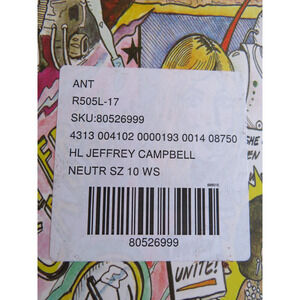 ANT
R505L-17
SKU:80526999
4313 004102 0000193 0014 08750
HL JEFFREY CAMPBELL
NEUTR SZ 10 WS
80526999
UNITE!